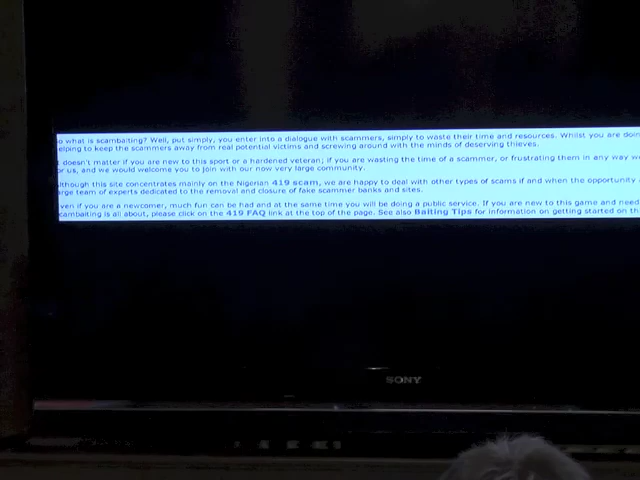 o what is scambaiting? Well, put simply, you enter into a dialogue with scammers, simply to waste their time and resources. Whilst you are doin
elping to keep the scammers away from real potential victims and screwing around with the minds of deserving thieves.
doesn't matter if you are new to this sport or a hardened veteran; if you are wasting the time of a scammer, or frustrating them in any way w
or us, and we would welcome you to join with our now very large community.
lthough this site concentrates mainly on the Nigerian 419 scam, we are happy to deal with other types of scams if and when the opportunity
arge team of experts dedicated to the removal and closure of fake scammer banks and sites.
ven if you are a newcomer, much fun can be had and at the same time you will be doing a public service. If you are new to this game and need
cambaiting is all about, please click on the 419 FAQ link at the top of the page. See also Baiting Tips for information on getting started on th
SONY